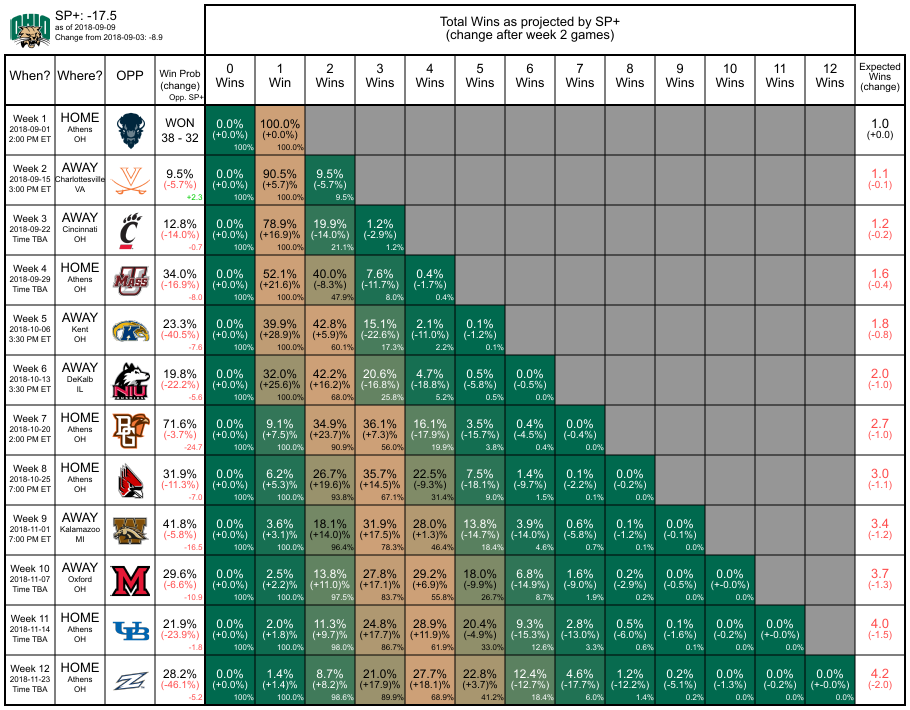 OHIO
SP+: -17.5
as of 2018-09-09
Change from 2018-09-03: -8.9
Total Wins as projected by SP+
(change after week 2 games)
When? Where? OPP Win Prob (change) Opp. SP+ 0 Wins 1 Win 2 Wins 3 Wins 4 Wins 5 Wins 6 Wins 7 Wins 8 Wins 9 Wins 10 Wins 11 Wins 12 Wins Expected Wins (change)
Week 1 HOME WON 0.0% 100.0% 1.0
2018-09-01 Athens 38 - 32 (+0.0%) (+0.0%) (+0.0)
2:00 PM ET OH 100% 100.0%
Week 2 AWAY 9.5% 0.0% 90.5% 9.5% 1.1
2018-09-15 Charlottesville (-5.7%) (+0.0%) (+5.7)% (-5.7%) (-0.1)
3:00 PM ET VA +2.3 100% 100.0% 9.5%
Week 3 AWAY 12.8% 0.0% 78.9% 19.9% 1.2% 1.2
2018-09-22 Cincinnati (-14.0%) (+0.0%) (+16.9)% (-14.0%) (-2.9%) (-0.2)
Time TBA OH -0.7 100% 100.0% 21.1% 1.2%
Week 4 HOME MASS 34.0% 0.0% 52.1% 40.0% 7.6% 0.4% 1.6
2018-09-29 Athens (-16.9%) (+0.0%) (+21.6)% (-8.3%) (-11.7%) (-1.7%) (-0.4)
Time TBA OH -8.0 100% 100.0% 47.9% 8.0% 0.4%
Week 5 AWAY K 23.3% 0.0% 39.9% 42.8% 15.1% 2.1% 0.1% 1.8
2018-10-06 Kent (-40.5%) (+0.0%) (+28.9)% (+5.9)% (-22.6%) (-11.0%) (-1.2%) (-0.8)
3:30 PM ET OH -7.6 100% 100.0% 60.1% 17.3% 2.2% 0.1%
Week 6 AWAY NIU 19.8% 0.0% 32.0% 42.2% 20.6% 4.7% 0.5% 0.0% 2.0
2018-10-13 DeKalb (-22.2%) (+0.0%) (+25.6)% (+16.2)% (-16.8%) (-18.8%) (-5.8%) (-0.5%) (-1.0)
3:30 PM ET IL -5.6 100% 100.0% 68.0% 25.8% 5.2% 0.5% 0.0%
Week 7 HOME BG 71.6% 0.0% 9.1% 34.9% 36.1% 16.1% 3.5% 0.4% 0.0% 2.7
2018-10-20 Athens (-3.7%) (+0.0%) (+7.5)% (+23.7)% (+7.3)% (-17.9%) (-15.7%) (-4.5%) (-0.4%) (-1.0)
2:00 PM ET OH -24.7 100% 100.0% 90.9% 56.0% 19.9% 3.8% 0.4% 0.0%
Week 8 HOME 31.9% 0.0% 6.2% 26.7% 35.7% 22.5% 7.5% 1.4% 0.1% 0.0% 3.0
2018-10-25 Athens (-11.3%) (+0.0%) (+5.3)% (+19.6)% (+14.5)% (-9.3%) (-18.1%) (-9.7%) (-2.2%) (-0.2%) (-1.1)
7:00 PM ET OH -7.0 100% 100.0% 93.8% 67.1% 31.4% 9.0% 1.5% 0.1% 0.0%
Week 9 AWAY W 41.8% 0.0% 3.6% 18.1% 31.9% 28.0% 13.8% 3.9% 0.6% 0.1% 0.0% 3.4
2018-11-01 Kalamazoo (-5.8%) (+0.0%) (+3.1)% (+14.0)% (+17.5)% (+1.3)% (-14.7%) (-14.0%) (-5.8%) (-1.2%) (-0.1%) (-1.2)
7:00 PM ET MI -16.5 100% 100.0% 96.4% 78.3% 46.4% 18.4% 4.6% 0.7% 0.1% 0.0%
Week 10 AWAY M 29.6% 0.0% 2.5% 13.8% 27.8% 29.2% 18.0% 6.8% 1.6% 0.2% 0.0% 0.0% 3.7
2018-11-07 Oxford (-6.6%) (+0.0%) (+2.2)% (+11.0)% (+17.1)% (+6.9)% (-9.9%) (-14.9%) (-9.0%) (-2.9%) (-0.5%) (+-0.0%) (-1.3)
Time TBA OH -10.9 100% 100.0% 97.5% 83.7% 55.8% 26.7% 8.7% 1.9% 0.2% 0.0% 0.0%
Week 11 HOME UB 21.9% 0.0% 2.0% 11.3% 24.8% 28.9% 20.4% 9.3% 2.8% 0.5% 0.1% 0.0% 0.0% 4.0
2018-11-14 Athens (-23.9%) (+0.0%) (+1.8)% (+9.7)% (+17.7)% (+11.9)% (-4.9%) (-15.3%) (-13.0%) (-6.0%) (-1.6%) (-0.2%) (+-0.0%) (-1.5)
Time TBA OH -1.8 100% 100.0% 98.0% 86.7% 61.9% 33.0% 12.6% 3.3% 0.6% 0.1% 0.0% 0.0%
Week 12 HOME Z 28.2% 0.0% 1.4% 8.7% 21.0% 27.7% 22.8% 12.4% 4.6% 1.2% 0.2% 0.0% 0.0% 0.0% 4.2
2018-11-23 Athens (-46.1%) (+0.0%) (+1.4)% (+8.2)% (+17.9)% (+18.1)% (+3.7)% (-12.7%) (-17.7%) (-12.2%) (-5.1%) (-1.3%) (-0.2%) (+-0.0%) (-2.0)
Time TBA OH -5.2 100% 100.0% 98.6% 89.9% 68.9% 41.2% 18.4% 6.0% 1.4% 0.2% 0.0% 0.0% 0.0%